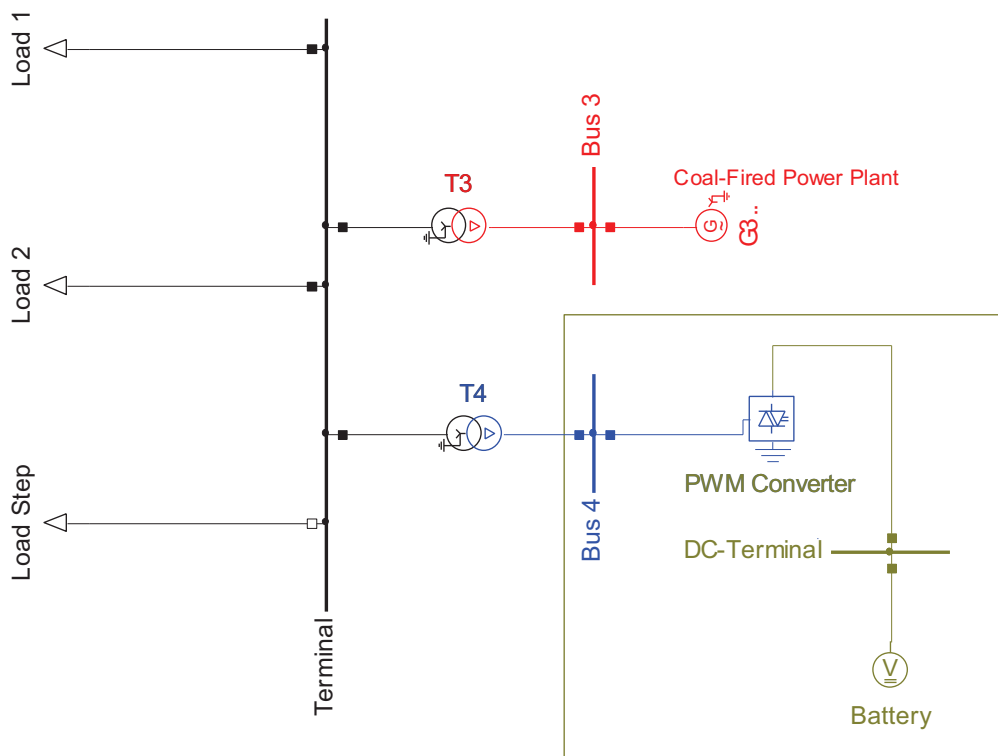 Load 1
Load 2
Load Step
Terminal
T3
Bus 3
Coal-Fired Power Plant
G
~
G3..
T4
Bus 4
PWM Converter
DC-Terminal
V
Battery